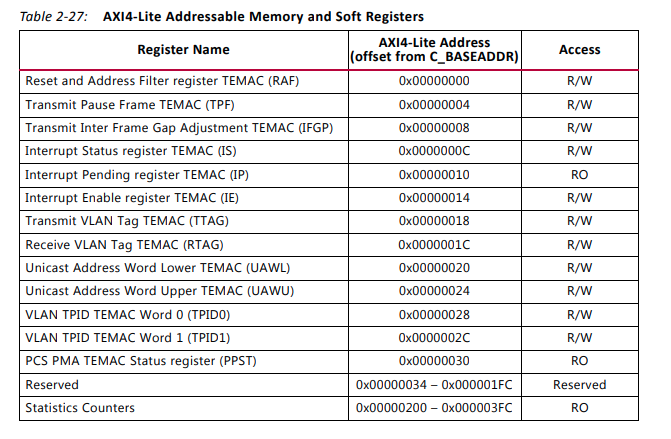 Table 2-27: AXI4-Lite Addressable Memory and Soft Registers
Register Name AXI4-Lite Address (offset from C_BASEADDR) Access
Reset and Address Filter register TEMAC (RAF) 0x00000000 R/W
Transmit Pause Frame TEMAC (TPF) 0x00000004 R/W
Transmit Inter Frame Gap Adjustment TEMAC (IFGP) 0x00000008 R/W
Interrupt Status register TEMAC (IS) 0x0000000C R/W
Interrupt Pending register TEMAC (IP) 0x00000010 RO
Interrupt Enable register TEMAC (IE) 0x00000014 R/W
Transmit VLAN Tag TEMAC (TTAG) 0x00000018 R/W
Receive VLAN Tag TEMAC (RTAG) 0x0000001C R/W
Unicast Address Word Lower TEMAC (UAWL) 0x00000020 R/W
Unicast Address Word Upper TEMAC (UAWU) 0x00000024 R/W
VLAN TPID TEMAC Word 0 (TPID0) 0x00000028 R/W
VLAN TPID TEMAC Word 1 (TPID1) 0x0000002C R/W
PCS PMA TEMAC Status register (PPST) 0x00000030 RO
Reserved 0x00000034 – 0x000001FC Reserved
Statistics Counters 0x00000200 – 0x000003FC RO